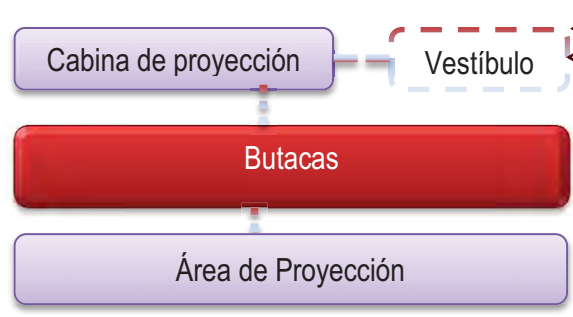 Cabina de proyección
Vestíbulo
Butacas
Área de Proyección